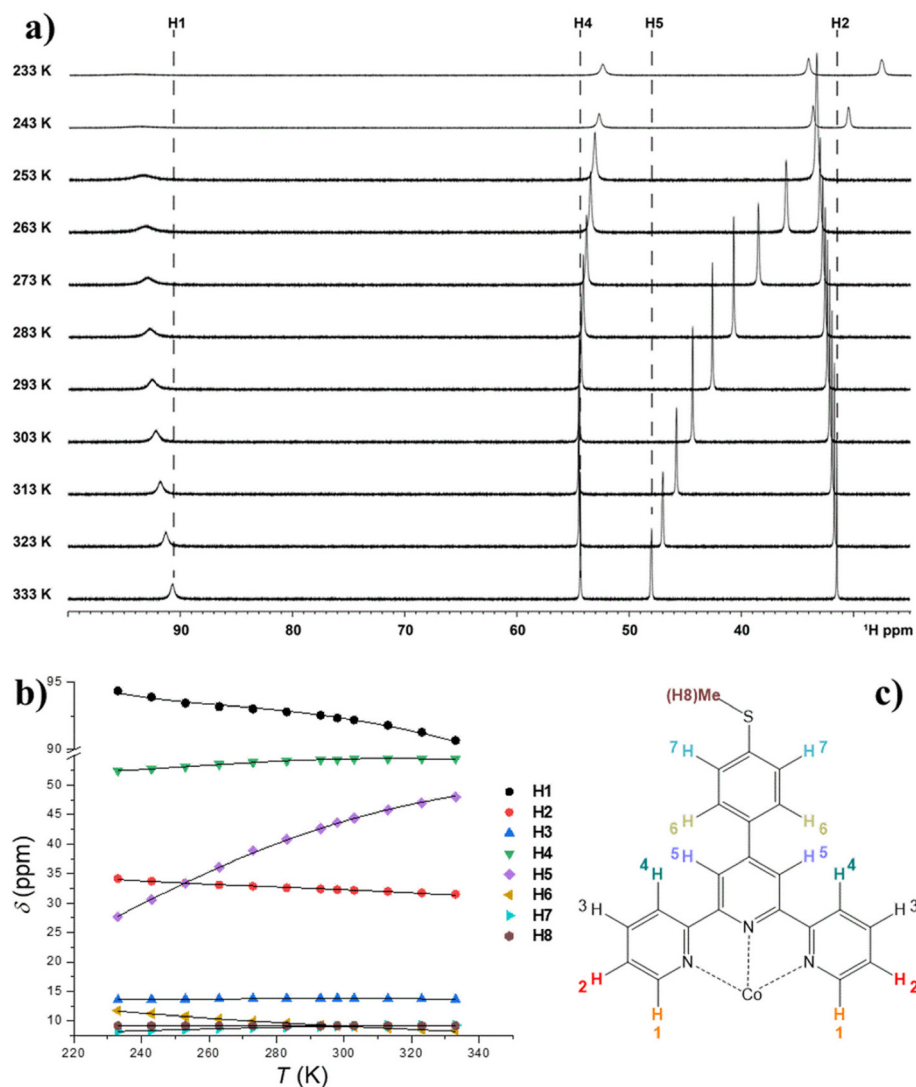 a)
H1 H4 H5 H2
233 K
243 K
253 K
263 K
273 K
283 K
293 K
303 K
313 K
323 K
333 K
90 80 70 60 50 40 ¹H ppm
b)
95
90
50
45
40
35
30
25
20
15
10
δ (ppm)
220 240 260 280 300 320 340
T (K)
H1
H2
H3
H4
H5
H6
H7
H8
c)
(H8)Me
S
7 H H 7
H H
6 6
5 H H 5
4 4
H H
3 H H 3
N
N N
2 H H 2
Co
H H
1 1